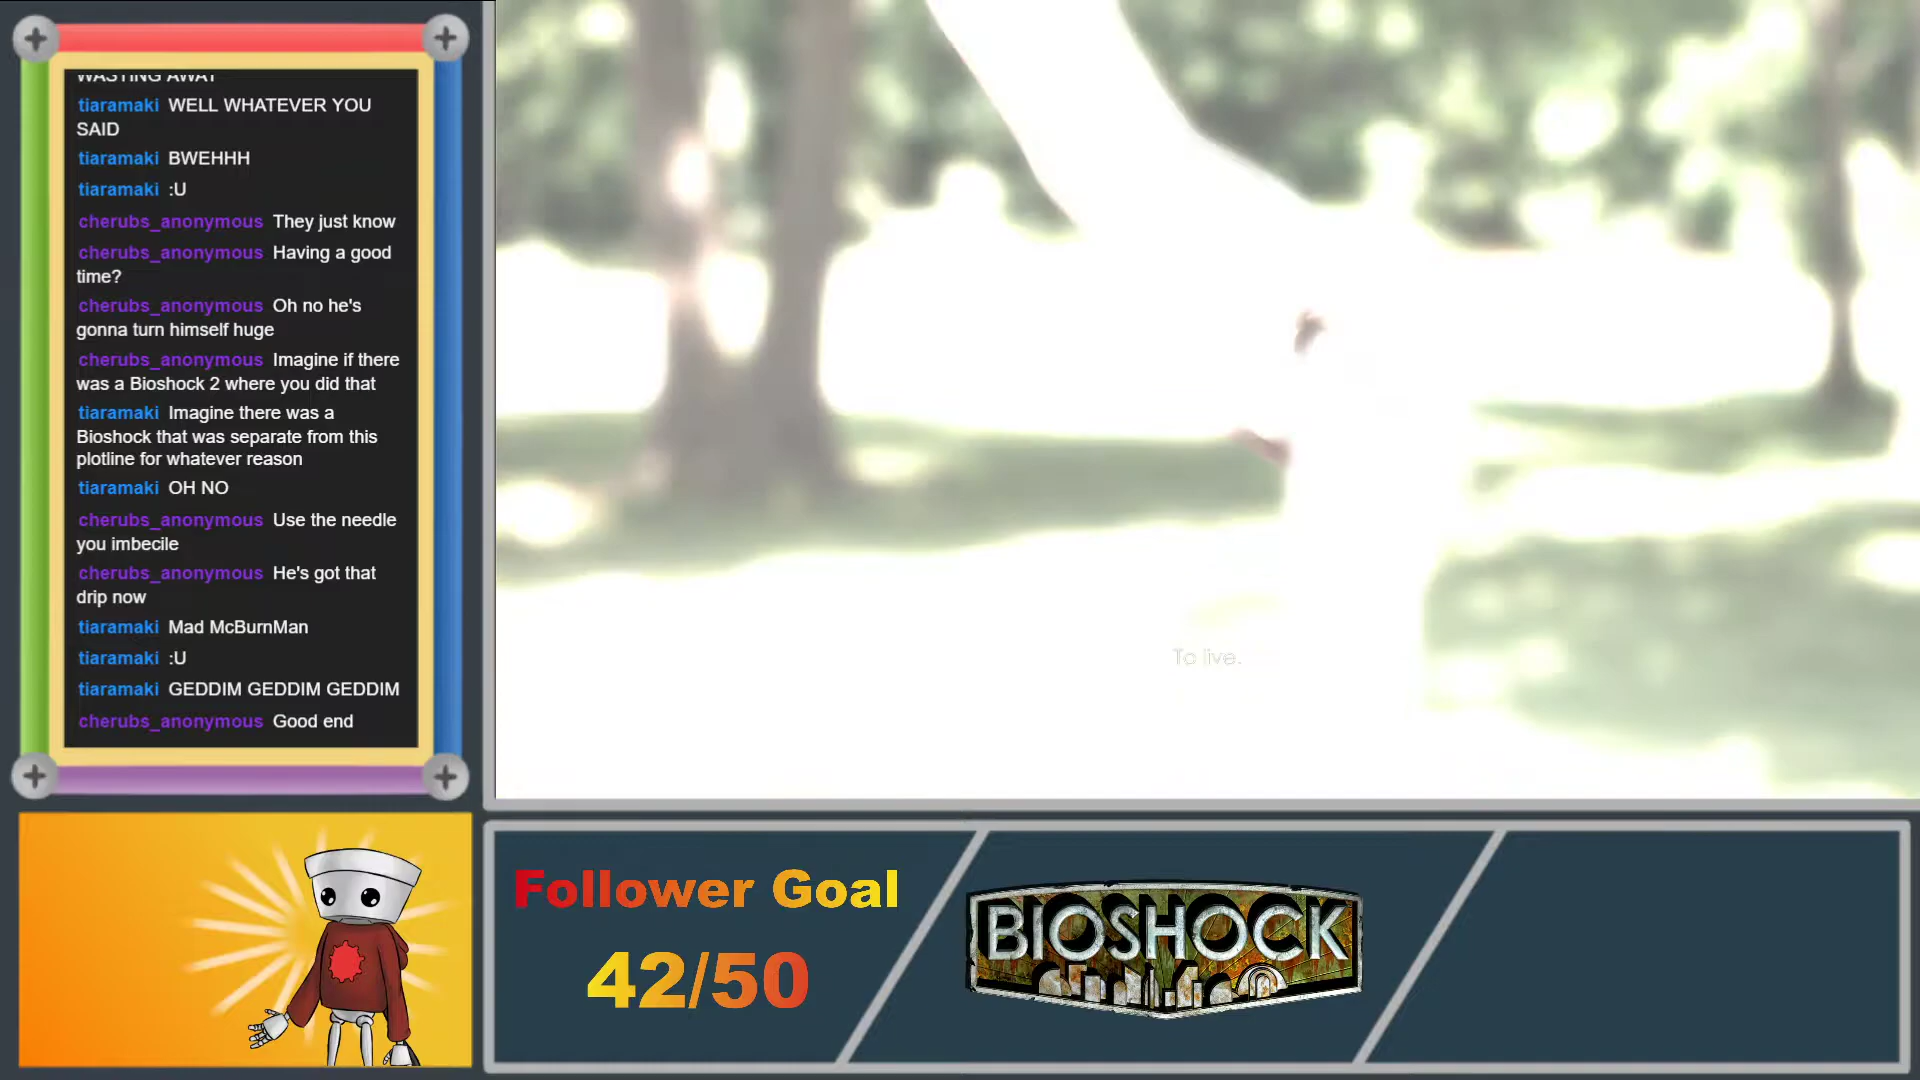 WASTING AWAY
tiaramaki WELL WHATEVER YOU
SAID
tiaramaki BWEHHH
tiaramaki :U
cherubs_anonymous They just know
cherubs_anonymous Having a good
time?
cherubs_anonymous Oh no he's
gonna turn himself huge
cherubs_anonymous Imagine if there
was a Bioshock 2 where you did that
tiaramaki Imagine there was a
Bioshock that was separate from this
plotline for whatever reason
tiaramaki OH NO
cherubs_anonymous Use the needle
you imbecile
cherubs_anonymous He's got that
drip now
tiaramaki Mad McBurnMan
tiaramaki :U
tiaramaki GEDDIM GEDDIM GEDDIM
cherubs_anonymous Good end
To live.
Follower Goal
42/50
BIOSHOCK